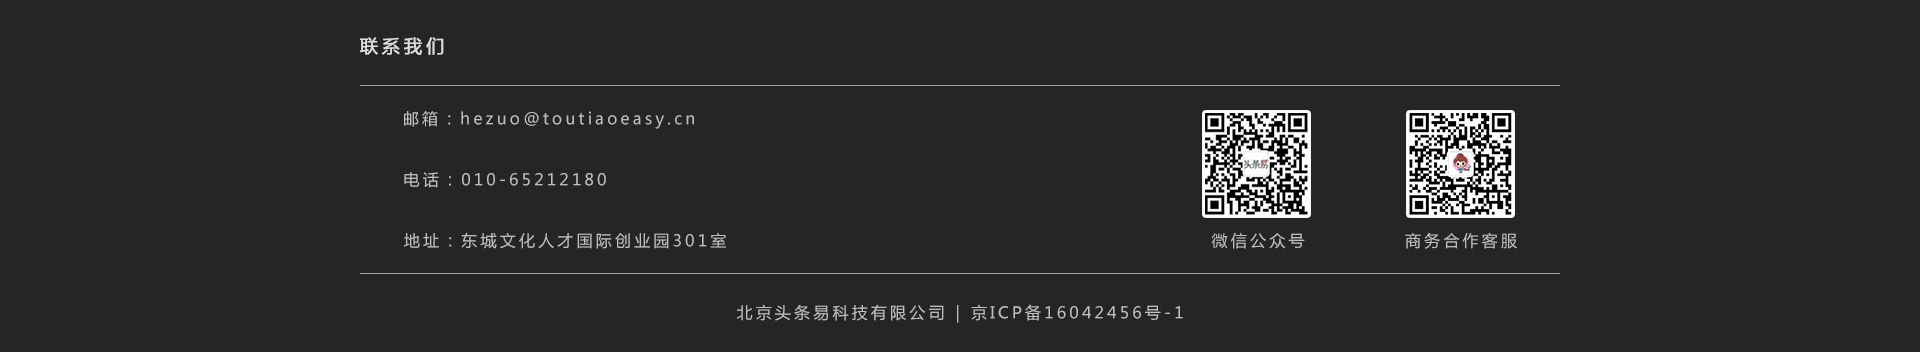 联系我们
邮箱：hezuo@toutiaoeasy.cn
电话：010-65212180
地址：东城文化人才国际创业园301室
头条易
微信公众号
商务合作客服
北京头条易科技有限公司 | 京ICP备16042456号-1